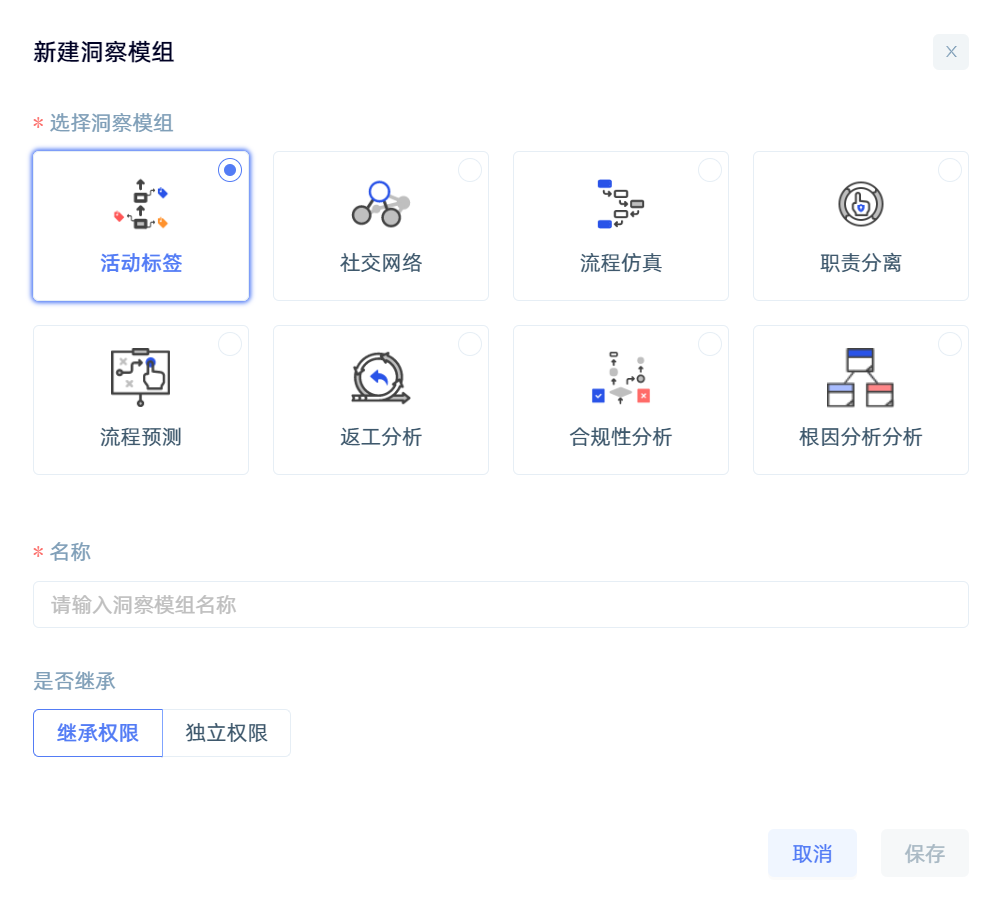 新建洞察模组
* 选择洞察模组
活动标签
社交网络
流程仿真
职责分离
流程预测
返工分析
合规性分析
根因分析分析
* 名称
请输入洞察模组名称
是否继承
继承权限
独立权限
取消
保存